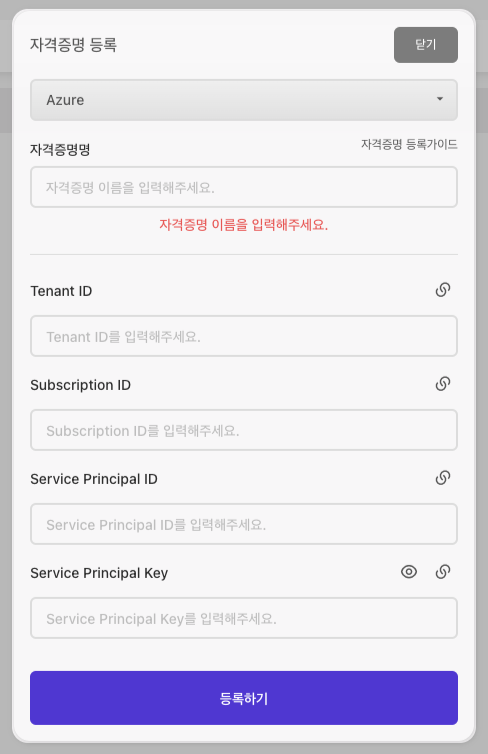 자격증명 등록
닫기
Azure
자격증명명
자격증명 등록가이드
자격증명 이름을 입력해주세요.
자격증명 이름을 입력해주세요.
Tenant ID
Tenant ID를 입력해주세요.
Subscription ID
Subscription ID를 입력해주세요.
Service Principal ID
Service Principal ID를 입력해주세요.
Service Principal Key
Service Principal Key를 입력해주세요.
등록하기